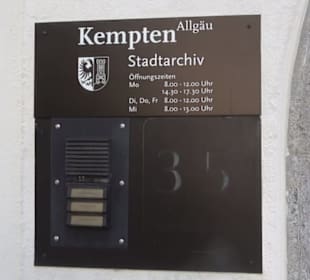 Kempten Allgäu
Stadtarchiv
Öffnungszeiten
Mo 8.00 - 12.00 Uhr
14.30 - 17.30 Uhr
Di, Do, Fr 8.00 - 12.00 Uhr
Mi 8.00 - 13.00 Uhr